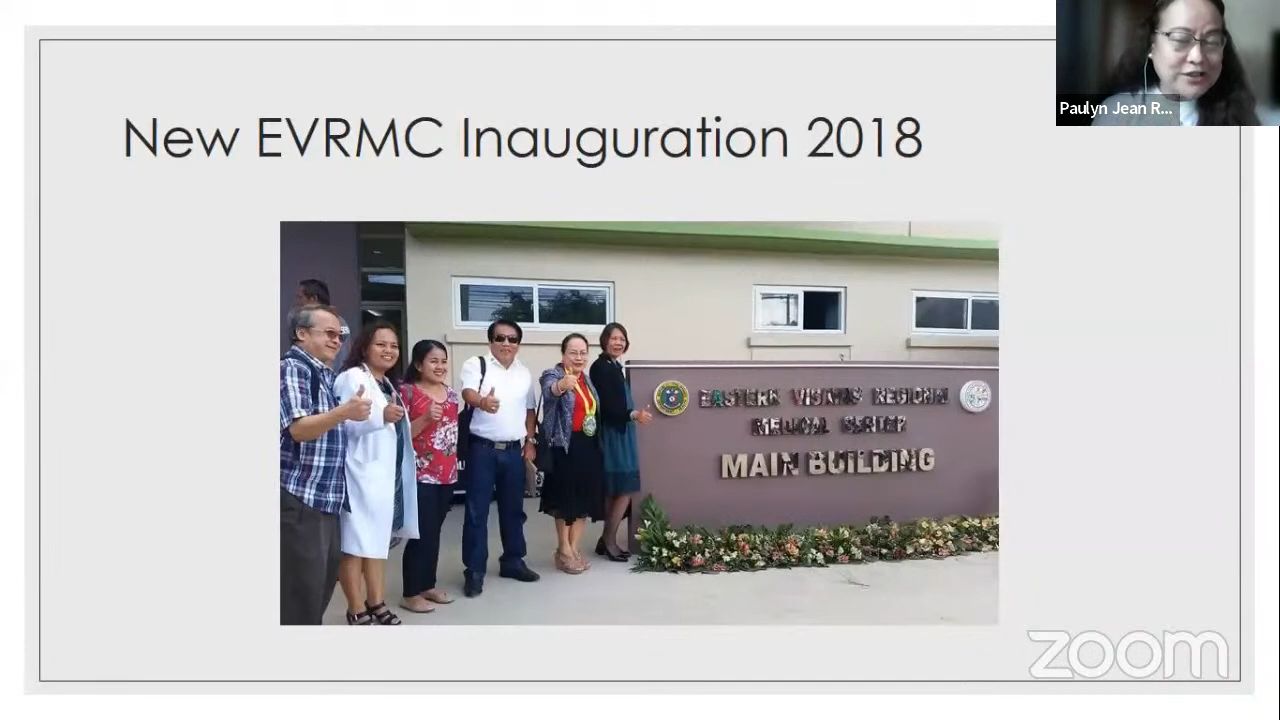 Paulyn Jean R...
New EVRMC Inauguration 2018
EASTERN VISAYAS REGIONAL
MEDICAL CENTER
MAIN BUILDING
zoom